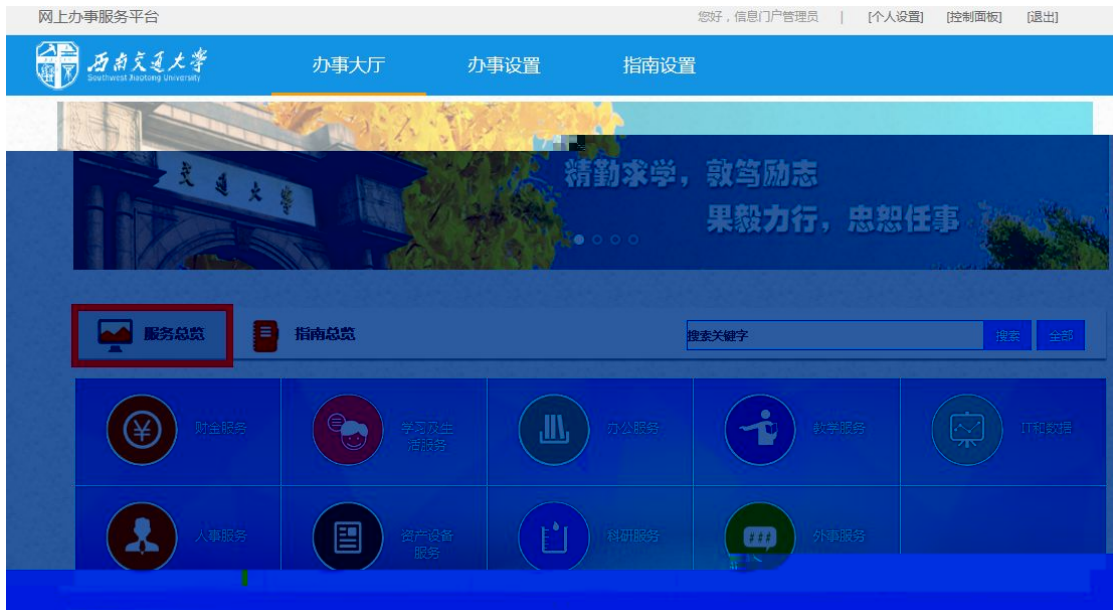 网上办事服务平台
您好，信息门户管理员 | [个人设置] [控制面板] [退出]
西南交通大学
Southwest Jiaotong University
办事大厅 办事设置 指南设置
交通大学
精勤求学，敦笃励志
果毅力行，忠恕任事
服务总览 指南总览
搜索关键字 搜索 全部
财金服务
学习及生
活服务
办公服务
教学服务
IT和数据
人事服务
资产设备
服务
科研服务
外事服务